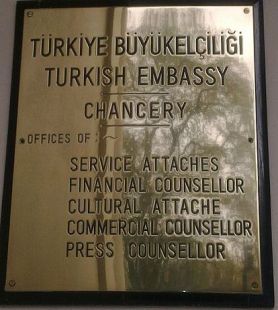 TÜRKİYE BÜYÜKELÇİLİĞİ
TURKISH EMBASSY
CHANCERY
OFFICES OF :~
SERVICE ATTACHES
FINANCIAL COUNSELLOR
CULTURAL ATTACHE
COMMERCIAL COUNSELLOR
PRESS COUNSELLOR